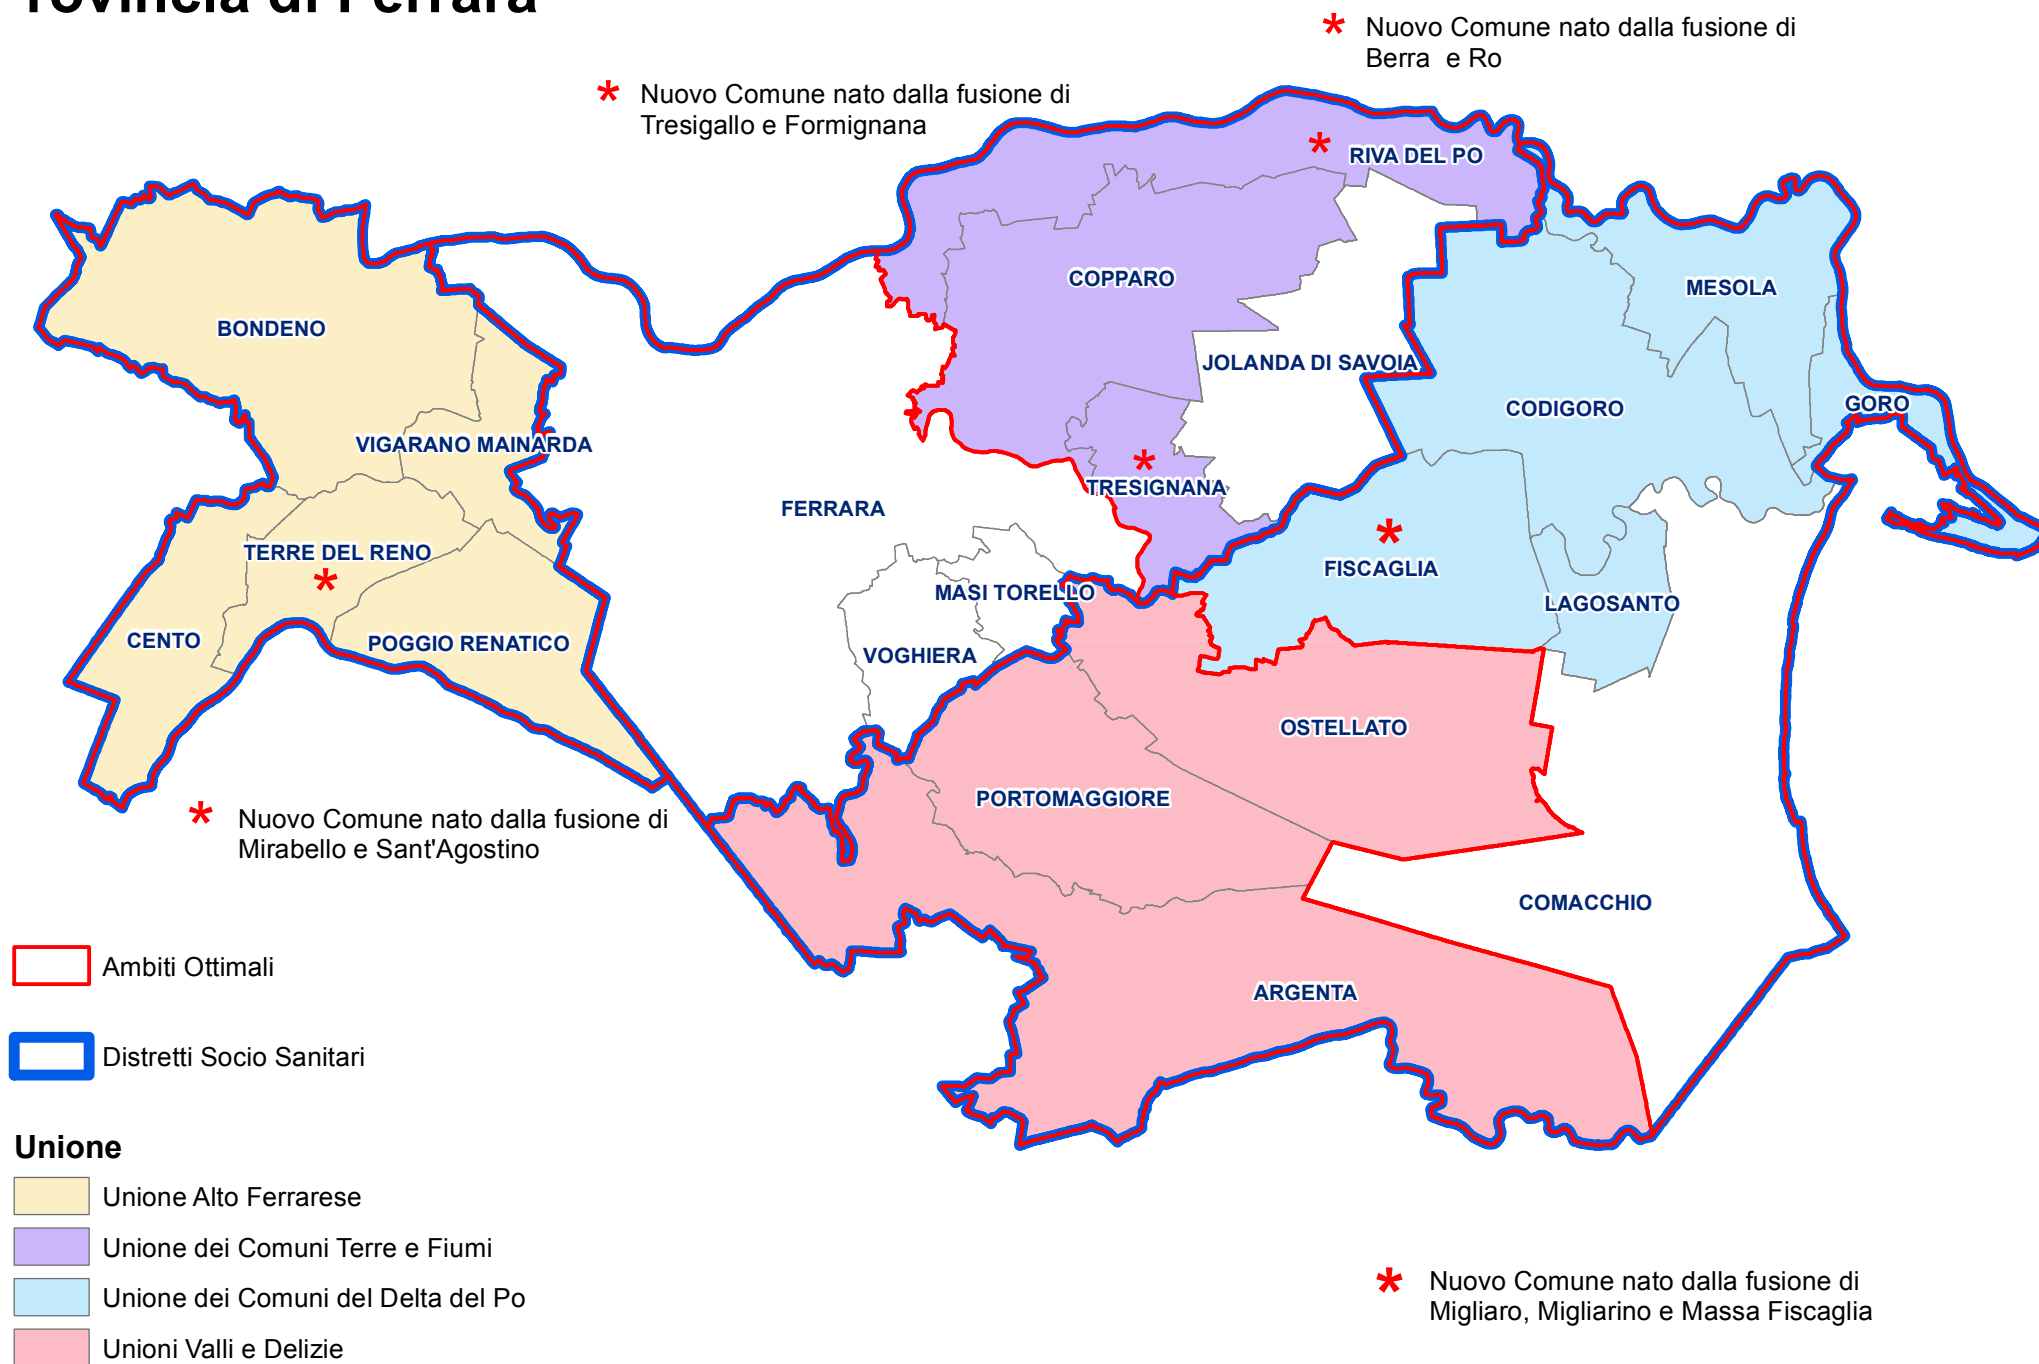 rovincia di Ferrara
* Nuovo Comune nato dalla fusione di
Berra e Ro
* Nuovo Comune nato dalla fusione di
Tresigallo e Formignana
* RIVA DEL PO
COPPARO
MESOLA
BONDENO
JOLANDA DI SAVOIA
CODIGORO
GORO
VIGARANO MAINARDA
*
TRESIGNANA
FERRARA
*
FISCAGLIA
TERRE DEL RENO
*
MASI TORELLO
LAGOSANTO
CENTO
POGGIO RENATICO
VOGHIERA
OSTELLATO
PORTOMAGGIORE
* Nuovo Comune nato dalla fusione di
Mirabello e Sant'Agostino
COMACCHIO
ARGENTA
Ambiti Ottimali
Distretti Socio Sanitari
Unione
Unione Alto Ferrarese
Unione dei Comuni Terre e Fiumi
Unione dei Comuni del Delta del Po
Unioni Valli e Delizie
* Nuovo Comune nato dalla fusione di
Migliaro, Migliarino e Massa Fiscaglia